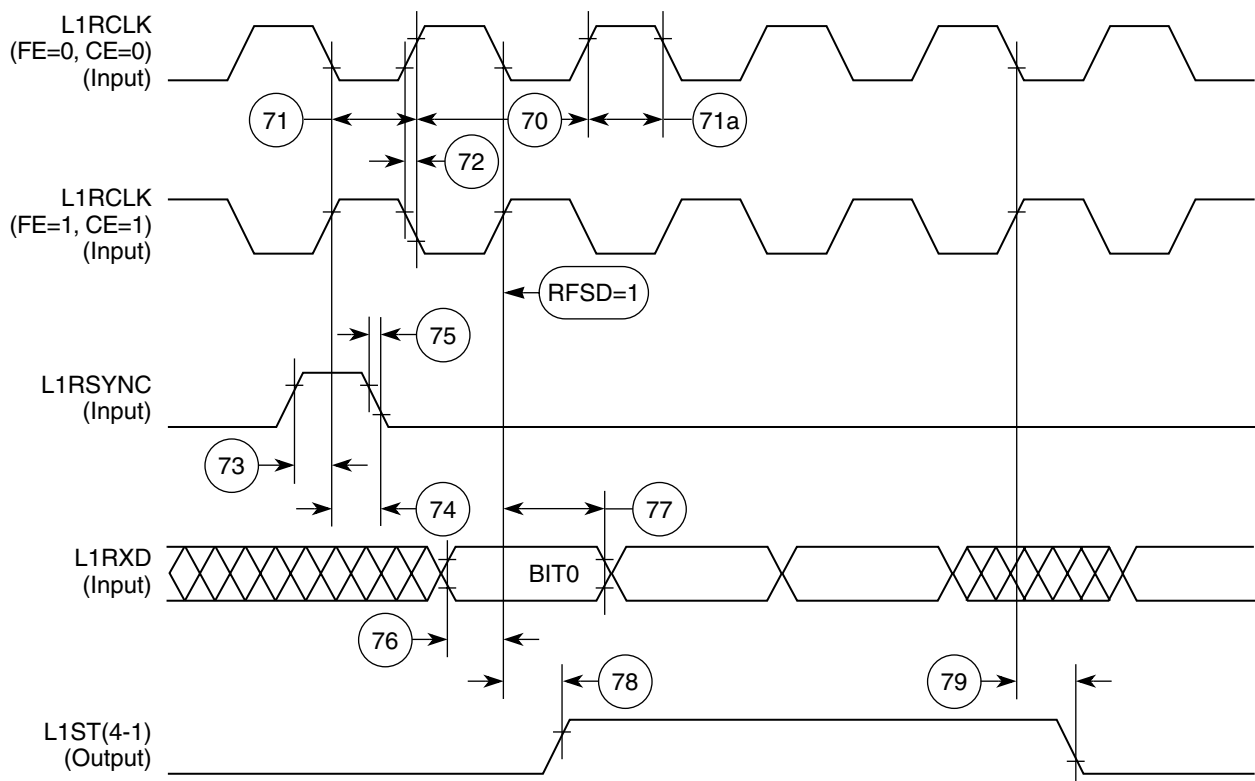 L1RCLK
(FE=0, CE=0)
(Input)
71
70
71a
72
L1RCLK
(FE=1, CE=1)
(Input)
RFSD=1
75
L1RSYNC
(Input)
73
74
77
L1RXD
(Input)
BIT0
76
78
79
L1ST(4-1)
(Output)